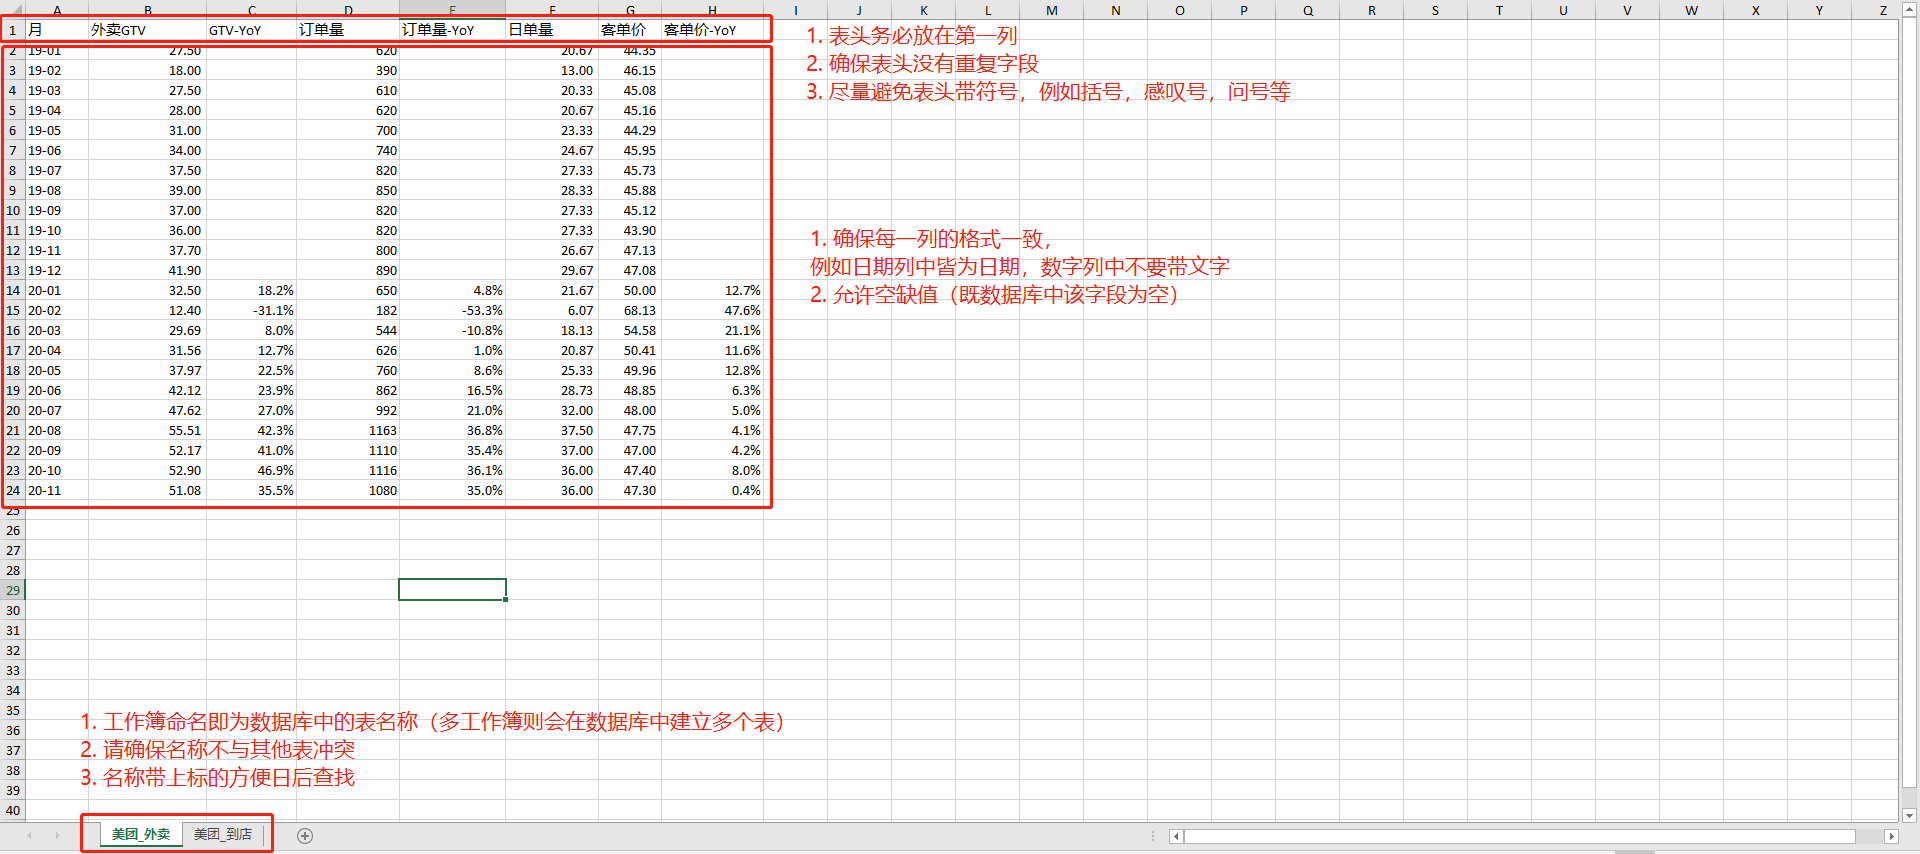 A B C D E F G H I J K L M N O P Q R S T U V W X Y Z
1 月 外卖GTV GTV-YoY 订单量 订单量-YoY 日单量 客单价 客单价-YoY
2 19-01 27.50 620 20.67 44.35
3 19-02 18.00 390 13.00 46.15
4 19-03 27.50 610 20.33 45.08
5 19-04 28.00 620 20.67 45.16
6 19-05 31.00 700 23.33 44.29
7 19-06 34.00 740 24.67 45.95
8 19-07 37.50 820 27.33 45.73
9 19-08 39.00 850 28.33 45.88
10 19-09 37.00 820 27.33 45.12
11 19-10 36.00 820 27.33 43.90
12 19-11 37.70 800 26.67 47.13
13 19-12 41.90 890 29.67 47.08
14 20-01 32.50 18.2% 650 4.8% 21.67 50.00 12.7%
15 20-02 12.40 -31.1% 182 -53.3% 6.07 68.13 47.6%
16 20-03 29.69 8.0% 544 -10.8% 18.13 54.58 21.1%
17 20-04 31.56 12.7% 626 1.0% 20.87 50.41 11.6%
18 20-05 37.97 22.5% 760 8.6% 25.33 49.96 12.8%
19 20-06 42.12 23.9% 862 16.5% 28.73 48.85 6.3%
20 20-07 47.62 27.0% 992 21.0% 32.00 48.00 5.0%
21 20-08 55.51 42.3% 1163 36.8% 37.50 47.75 4.1%
22 20-09 52.17 41.0% 1110 35.4% 37.00 47.00 4.2%
23 20-10 52.90 46.9% 1116 36.1% 36.00 47.40 8.0%
24 20-11 51.08 35.5% 1080 35.0% 36.00 47.30 0.4%
25
26
27
28
29
30
31
32
33
34
35
36
37
38
39
40
1. 表头务必放在第一列
2. 确保表头没有重复字段
3. 尽量避免表头带符号，例如括号，感叹号，问号等
1. 确保每一列的格式一致，
例如日期列中皆为日期，数字列中不要带文字
2. 允许空缺值（既数据库中该字段为空）
1. 工作簿命名即为数据库中的表名称（多工作簿则会在数据库中建立多个表）
2. 请确保名称不与其他表冲突
3. 名称带上标的方便日后查找
美团_外卖 美团_到店